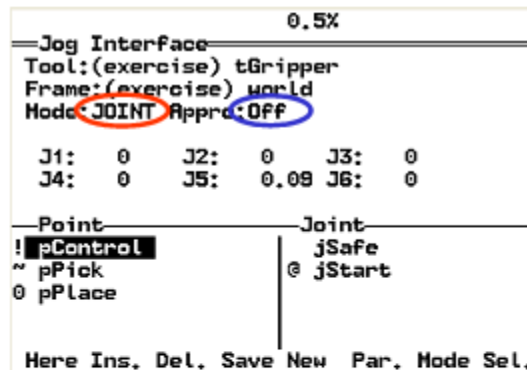 0.5%
Jog Interface
Tool:(exercise) tGripper
Frame:(exercise) world
Mode:JOINT Appro:Off
J1: 0 J2: 0 J3: 0
J4: 0 J5: 0.09 J6: 0
Point Joint
! pControl jSafe
~ pPick @ jStart
0 pPlace
Here Ins. Del. Save New Par. Mode Sel.